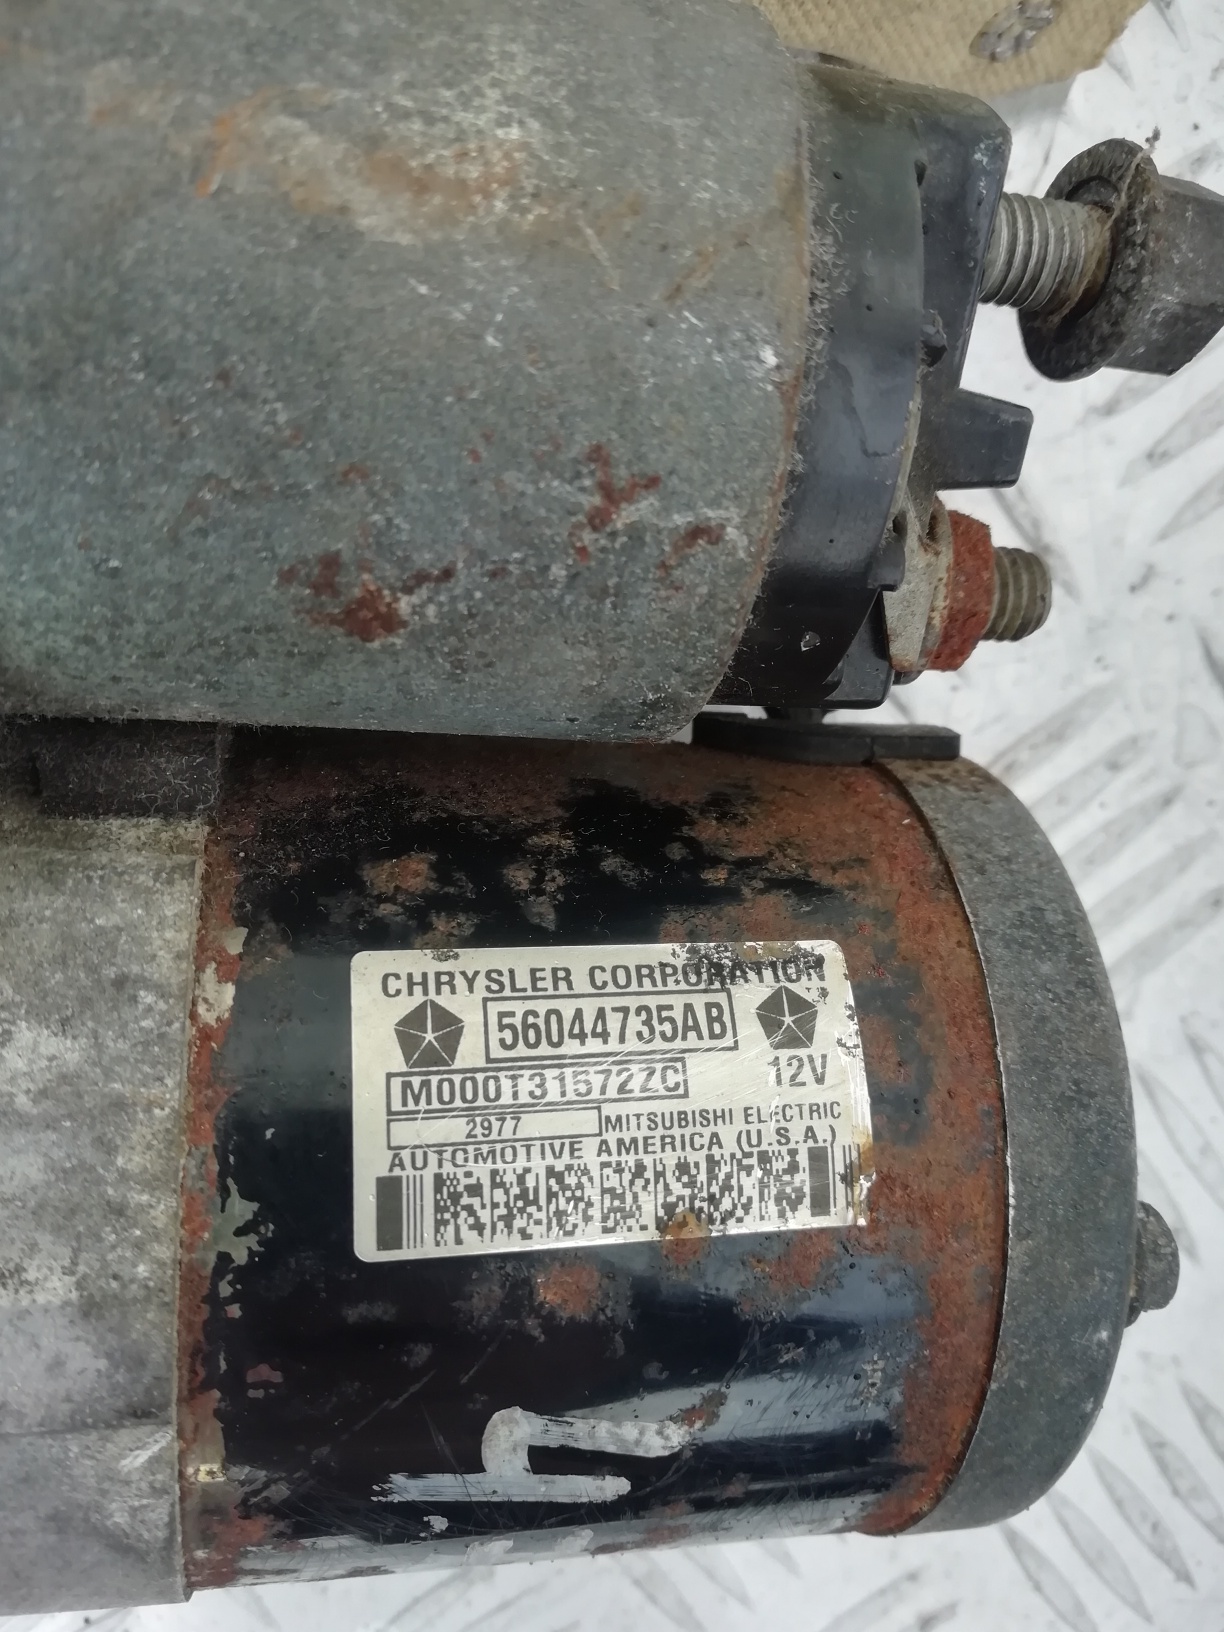 CHRYSLER CORPORATION
56044735AB
M000T31572ZC 12V
2977 MITSUBISHI ELECTRIC
AUTOMOTIVE AMERICA (U.S.A.)
h